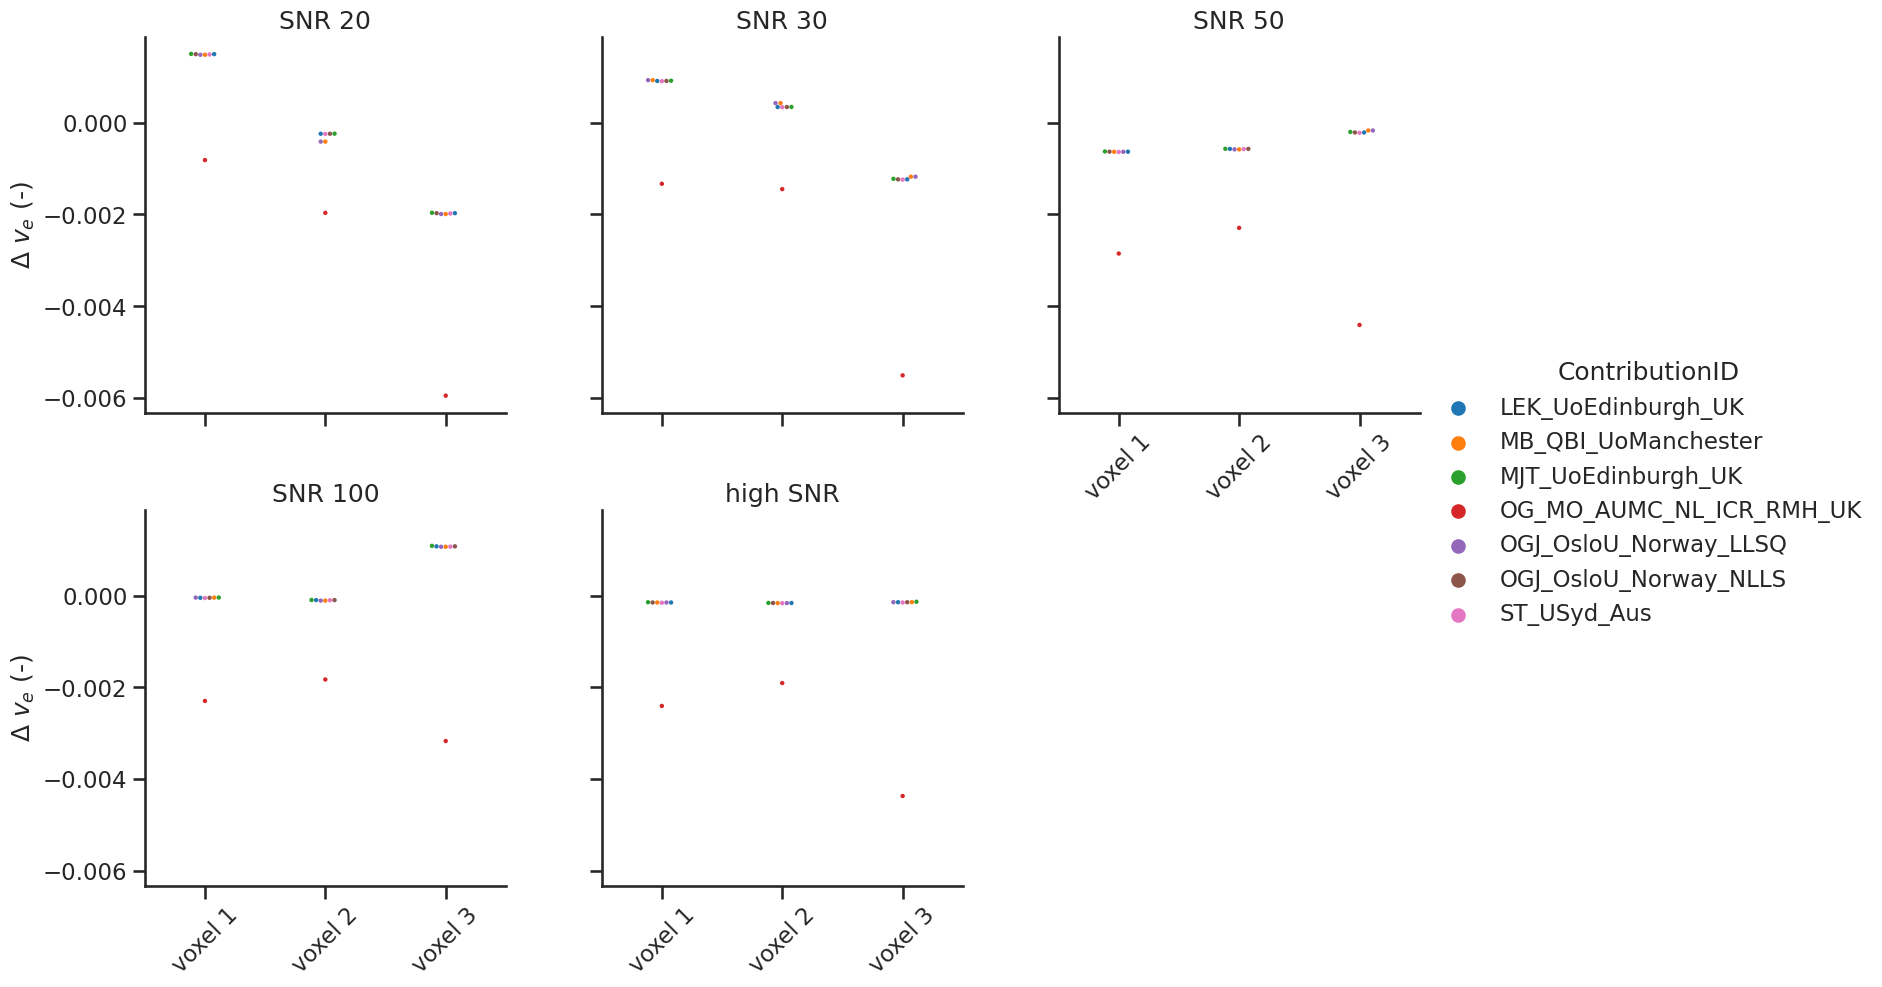 SNR 20
SNR 30
SNR 50
0.000
−0.002
−0.004
−0.006
Δ vₑ (-)
voxel 1
voxel 2
voxel 3
SNR 100
high SNR
0.000
−0.002
−0.004
−0.006
Δ vₑ (-)
voxel 1
voxel 2
voxel 3
voxel 1
voxel 2
voxel 3
ContributionID
LEK_UoEdinburgh_UK
MB_QBI_UoManchester
MJT_UoEdinburgh_UK
OG_MO_AUMC_NL_ICR_RMH_UK
OGJ_OsloU_Norway_LLSQ
OGJ_OsloU_Norway_NLLS
ST_USyd_Aus